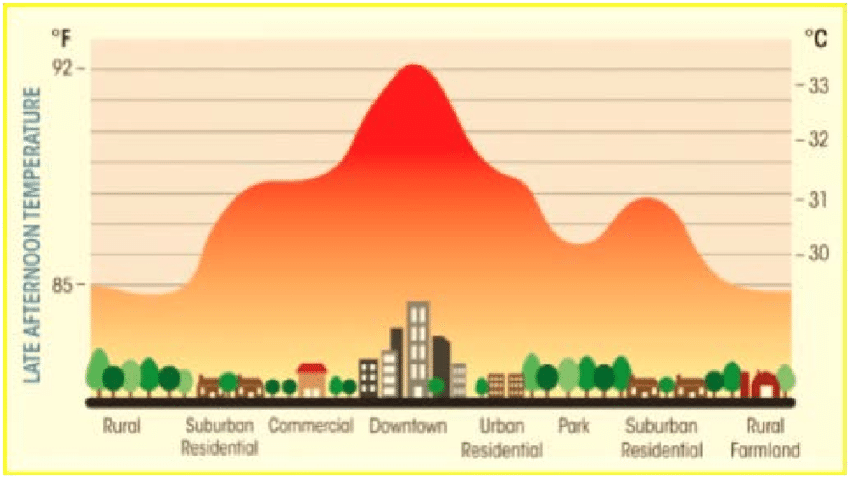 °F
°C
92
33
32
31
30
85
LATE AFTERNOON TEMPERATURE
Rural
Suburban
Residential
Commercial
Downtown
Urban
Residential
Park
Suburban
Residential
Rural
Farmland